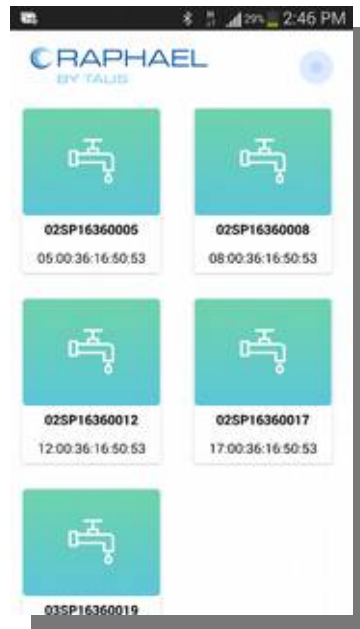 29% 2:46 PM
RAPHAEL
BY TALIS
02SP16360005
05:00:36:16:50:53
02SP16360008
08:00:36:16:50:53
02SP16360012
12:00:36:16:50:53
02SP16360017
17:00:36:16:50:53
03SP16360019